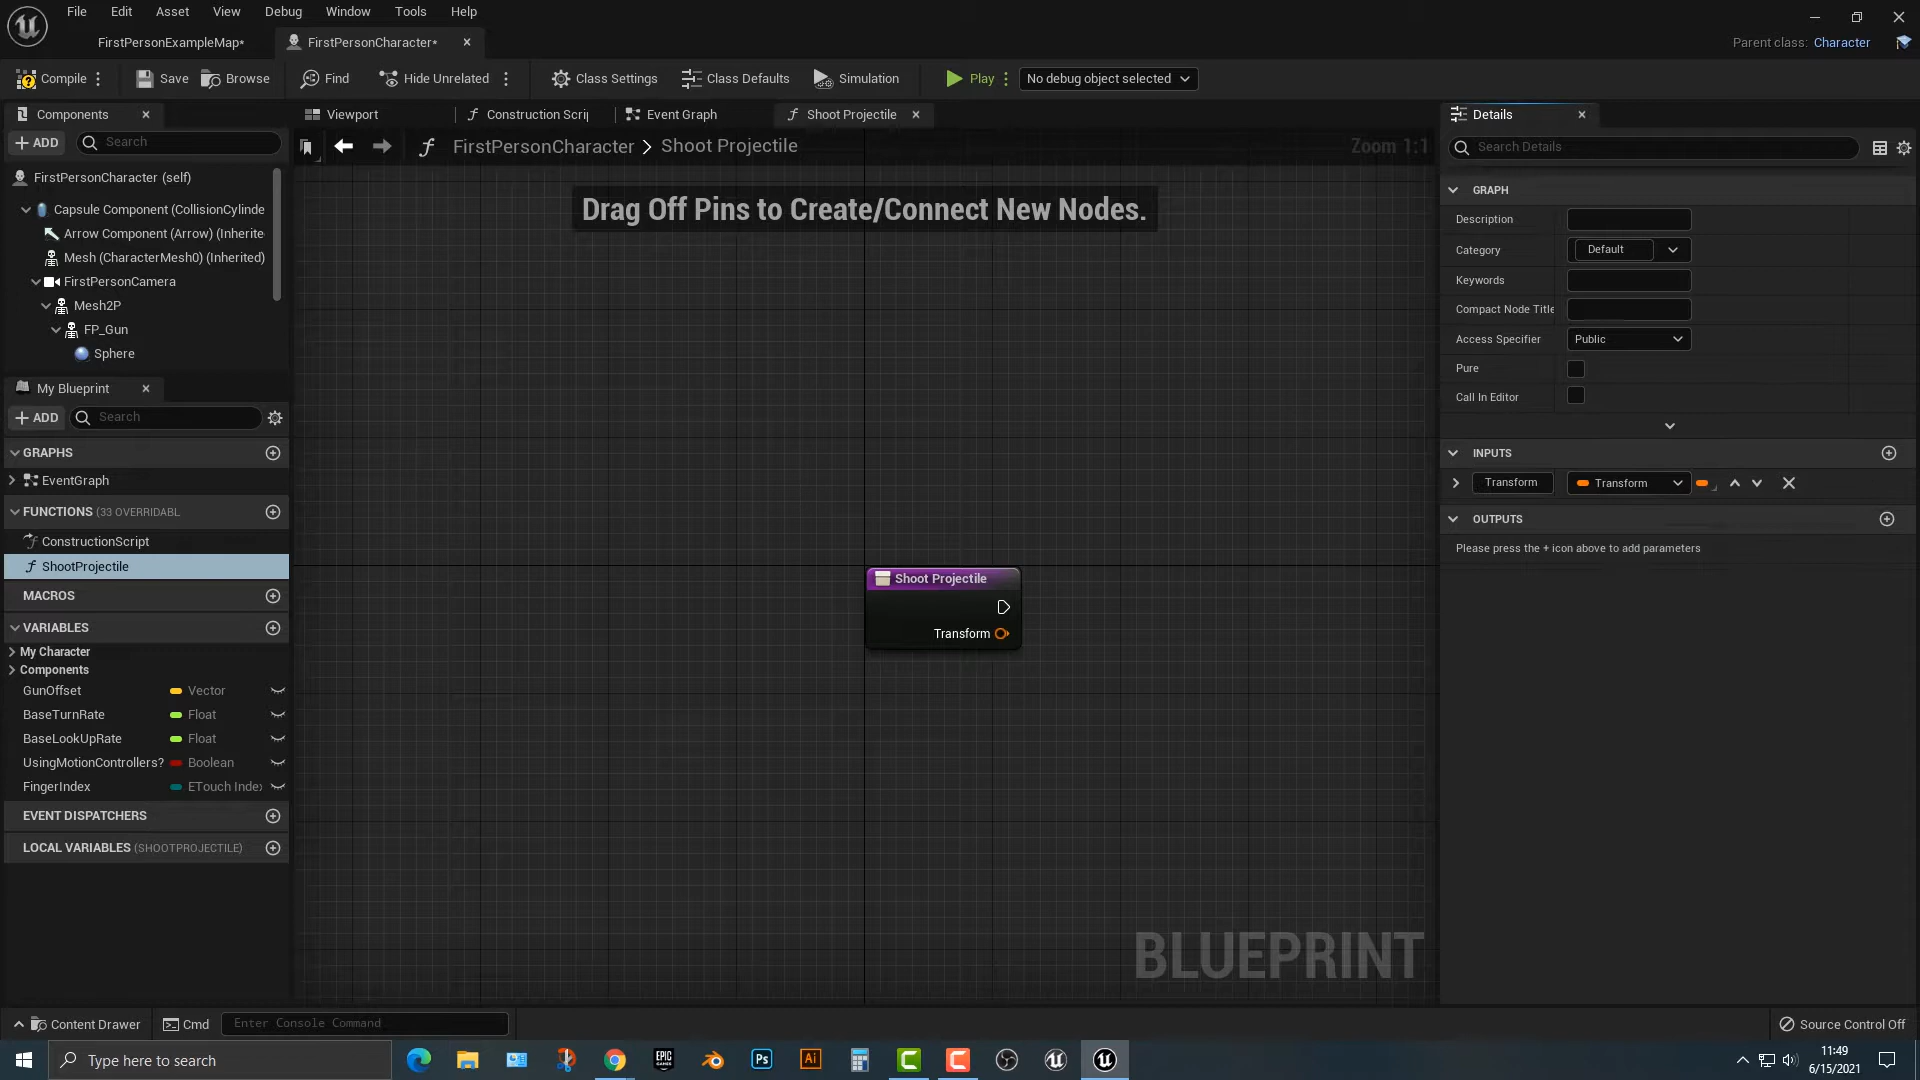 File Edit Asset View Debug Window Tools Help
FirstPersonExampleMap* FirstPersonCharacter* Parent class: Character
Compile Save Browse Find Hide Unrelated Class Settings Class Defaults Simulation Play No debug object selected
Components Viewport Construction Scrip Event Graph Shoot Projectile Details
ADD Search FirstPersonCharacter > Shoot Projectile Zoom 1:1 Search Details
FirstPersonCharacter (self)
Capsule Component (CollisionCylinde
Arrow Component (Arrow) (Inherite
Mesh (CharacterMesh0) (Inherited)
FirstPersonCamera
Mesh2P
FP_Gun
Sphere
My Blueprint
ADD Search
GRAPHS
EventGraph
FUNCTIONS (33 OVERRIDABL
ConstructionScript
ShootProjectile
MACROS
VARIABLES
My Character
Components
GunOffset Vector
BaseTurnRate Float
BaseLookUpRate Float
UsingMotionControllers? Boolean
FingerIndex ETouch Index
EVENT DISPATCHERS
LOCAL VARIABLES (SHOOTPROJECTILE)
Drag Off Pins to Create/Connect New Nodes.
Shoot Projectile
Transform
BLUEPRINT
GRAPH
Description
Category Default
Keywords
Compact Node Title
Access Specifier Public
Pure
Call In Editor
INPUTS
Transform Transform
OUTPUTS
Please press the + icon above to add parameters
Content Drawer Cmd Enter Console Command Source Control Off
Type here to search EPIC GAMES Ps Ai 11:49
6/15/2021